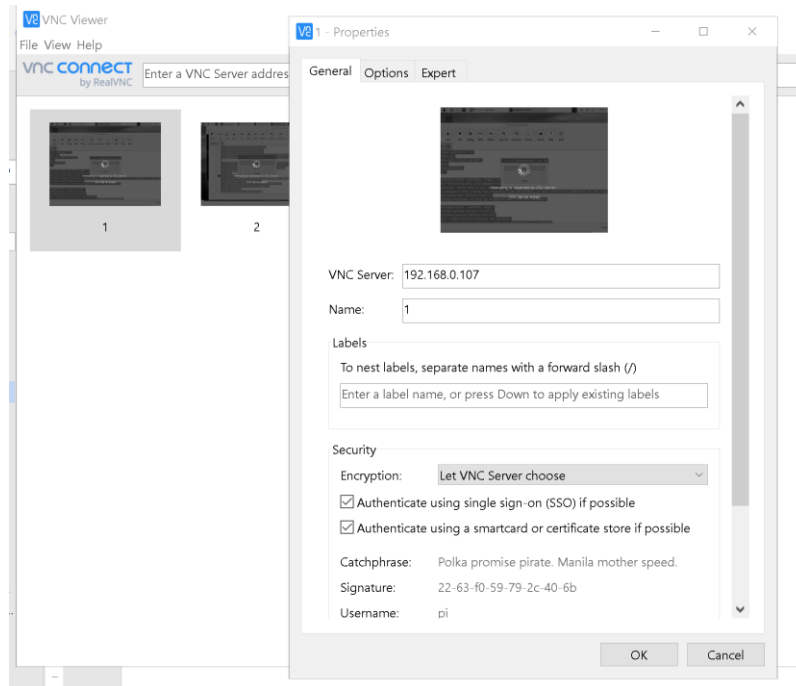 VNC Viewer
File View Help
VNC CONNECT
by RealVNC
Enter a VNC Server addres
1
2
1 - Properties
General Options Expert
VNC Server: 192.168.0.107
Name: 1
Labels
To nest labels, separate names with a forward slash (/)
Enter a label name, or press Down to apply existing labels
Security
Encryption: Let VNC Server choose
Authenticate using single sign-on (SSO) if possible
Authenticate using a smartcard or certificate store if possible
Catchphrase: Polka promise pirate. Manila mother speed.
Signature: 22-63-f0-59-79-2c-40-6b
Username: pi
OK Cancel